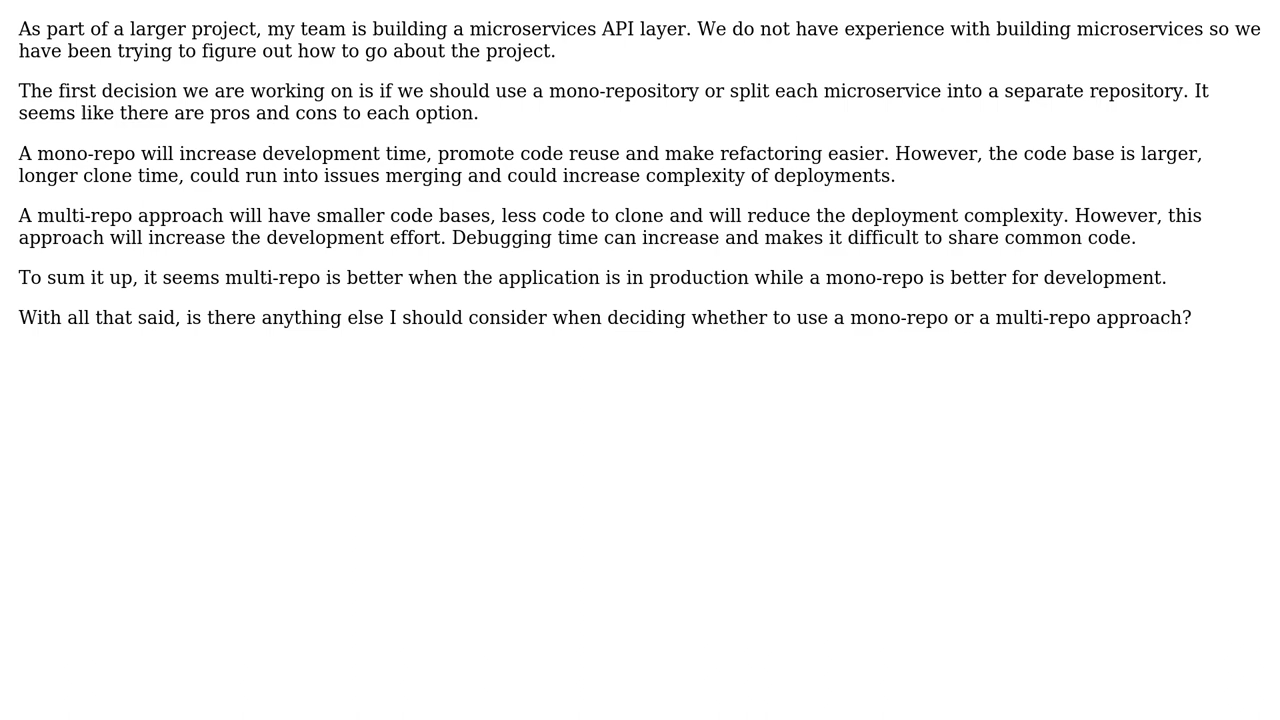 As part of a larger project, my team is building a microservices API layer. We do not have experience with building microservices so we
have been trying to figure out how to go about the project.
The first decision we are working on is if we should use a mono-repository or split each microservice into a separate repository. It
seems like there are pros and cons to each option.
A mono-repo will increase development time, promote code reuse and make refactoring easier. However, the code base is larger,
longer clone time, could run into issues merging and could increase complexity of deployments.
A multi-repo approach will have smaller code bases, less code to clone and will reduce the deployment complexity. However, this
approach will increase the development effort. Debugging time can increase and makes it difficult to share common code.
To sum it up, it seems multi-repo is better when the application is in production while a mono-repo is better for development.
With all that said, is there anything else I should consider when deciding whether to use a mono-repo or a multi-repo approach?